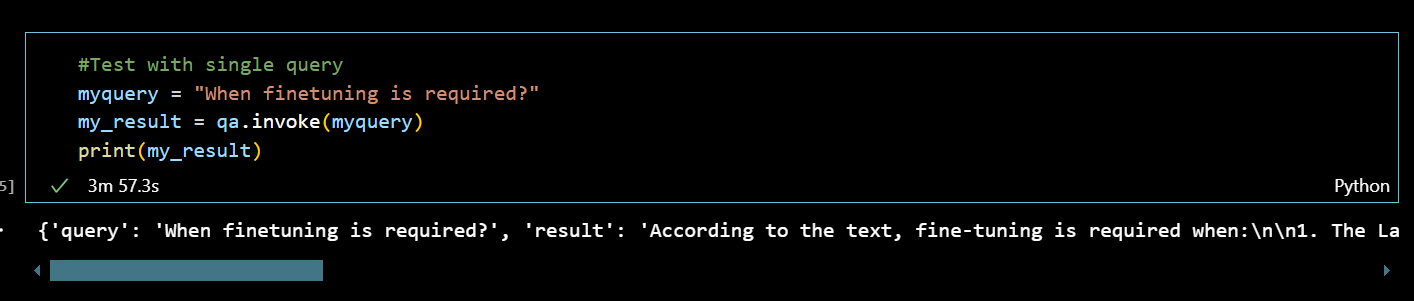 #Test with single query
myquery = "When finetuning is required?"
my_result = qa.invoke(myquery)
print(my_result)
5] 3m 57.3s Python
{'query': 'When finetuning is required?', 'result': 'According to the text, fine-tuning is required when:\n\n1. The La